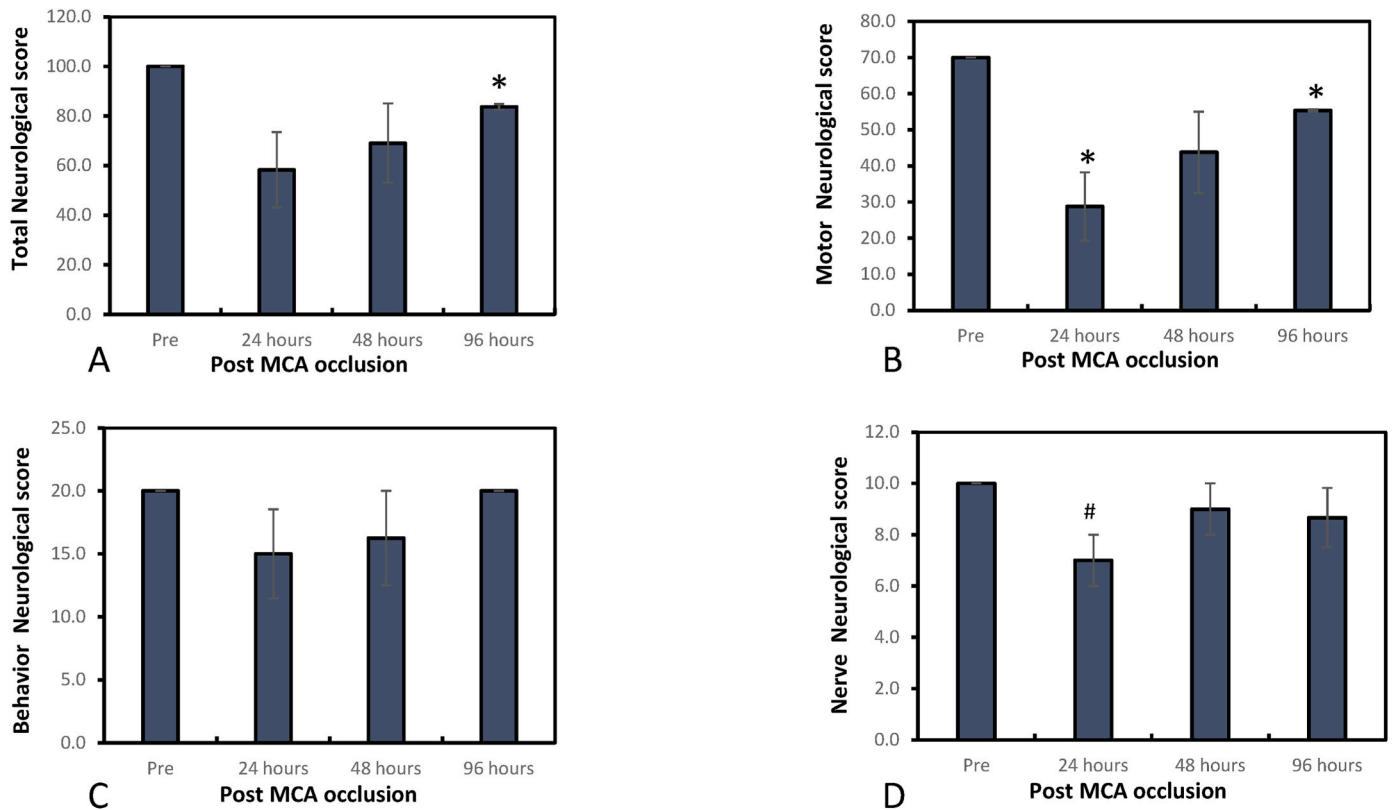 Total Neurological score
120.0
100.0
80.0
60.0
40.0
20.0
0.0
*
Pre
24 hours
48 hours
96 hours
Post MCA occlusion
A
Motor Neurological score
80.0
70.0
60.0
50.0
40.0
30.0
20.0
10.0
0.0
*
*
Pre
24 hours
48 hours
96 hours
Post MCA occlusion
B
Behavior Neurological score
25.0
20.0
15.0
10.0
5.0
0.0
Pre
24 hours
48 hours
96 hours
Post MCA occlusion
C
Nerve Neurological score
12.0
10.0
8.0
6.0
4.0
2.0
0.0
#
Pre
24 hours
48 hours
96 hours
Post MCA occlusion
D